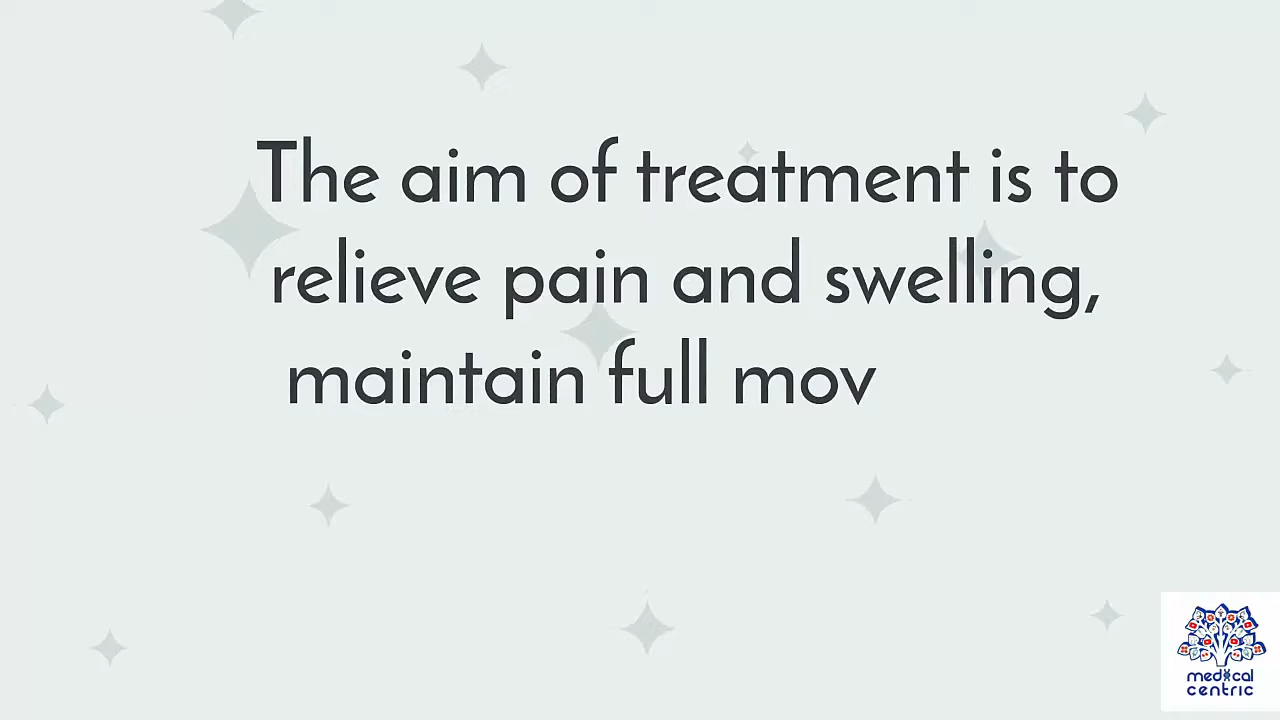 The aim of treatment is to
relieve pain and swelling,
maintain full mov
medical
centric